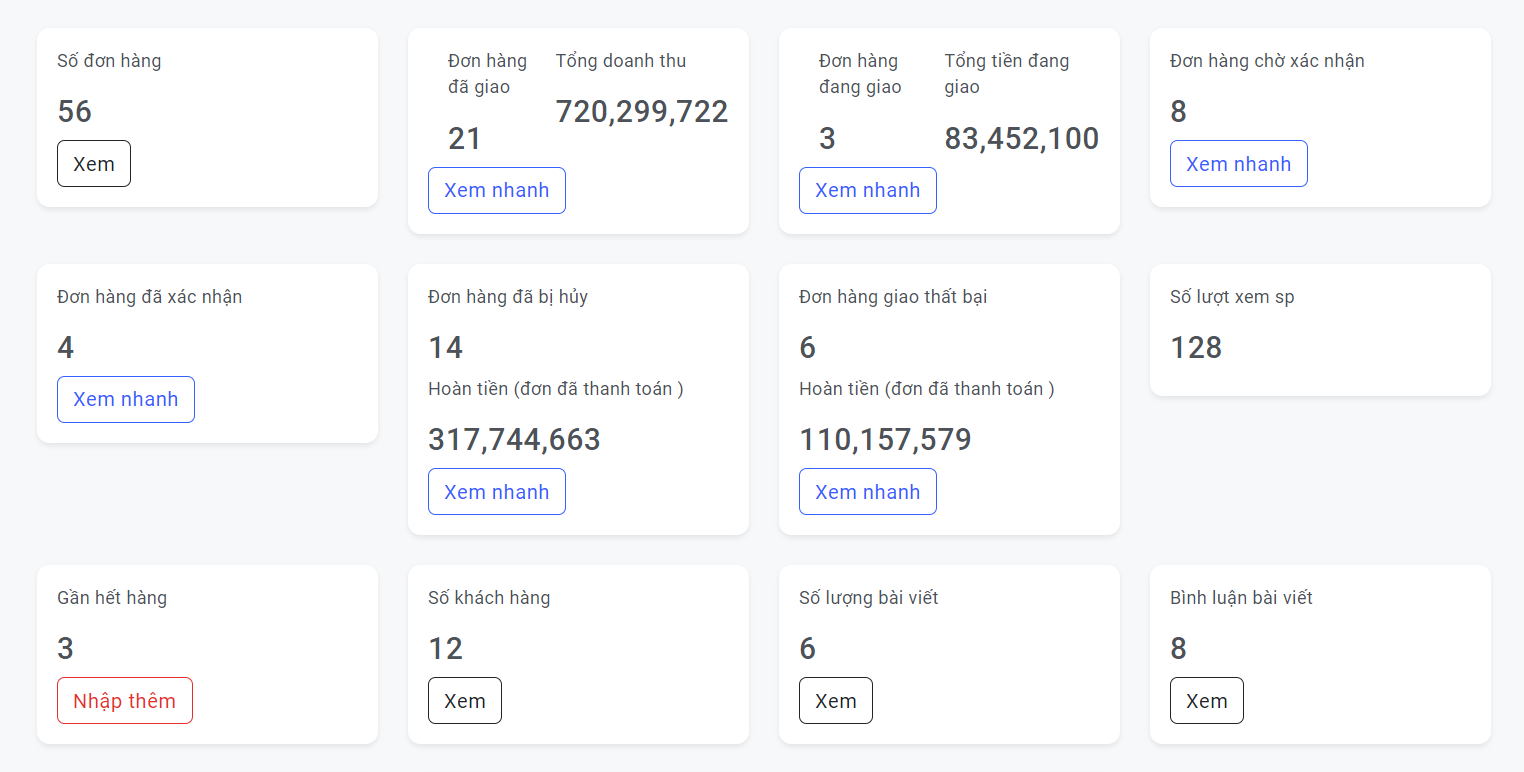 Số đơn hàng
56
Xem
Đơn hàng
đã giao
21
Tổng doanh thu
720,299,722
Xem nhanh
Đơn hàng
đang giao
3
Tổng tiền đang
giao
83,452,100
Xem nhanh
Đơn hàng chờ xác nhận
8
Xem nhanh
Đơn hàng đã xác nhận
4
Xem nhanh
Đơn hàng đã bị hủy
14
Hoàn tiền (đơn đã thanh toán )
317,744,663
Xem nhanh
Đơn hàng giao thất bại
6
Hoàn tiền (đơn đã thanh toán )
110,157,579
Xem nhanh
Số lượt xem sp
128
Gần hết hàng
3
Nhập thêm
Số khách hàng
12
Xem
Số lượng bài viết
6
Xem
Bình luận bài viết
8
Xem